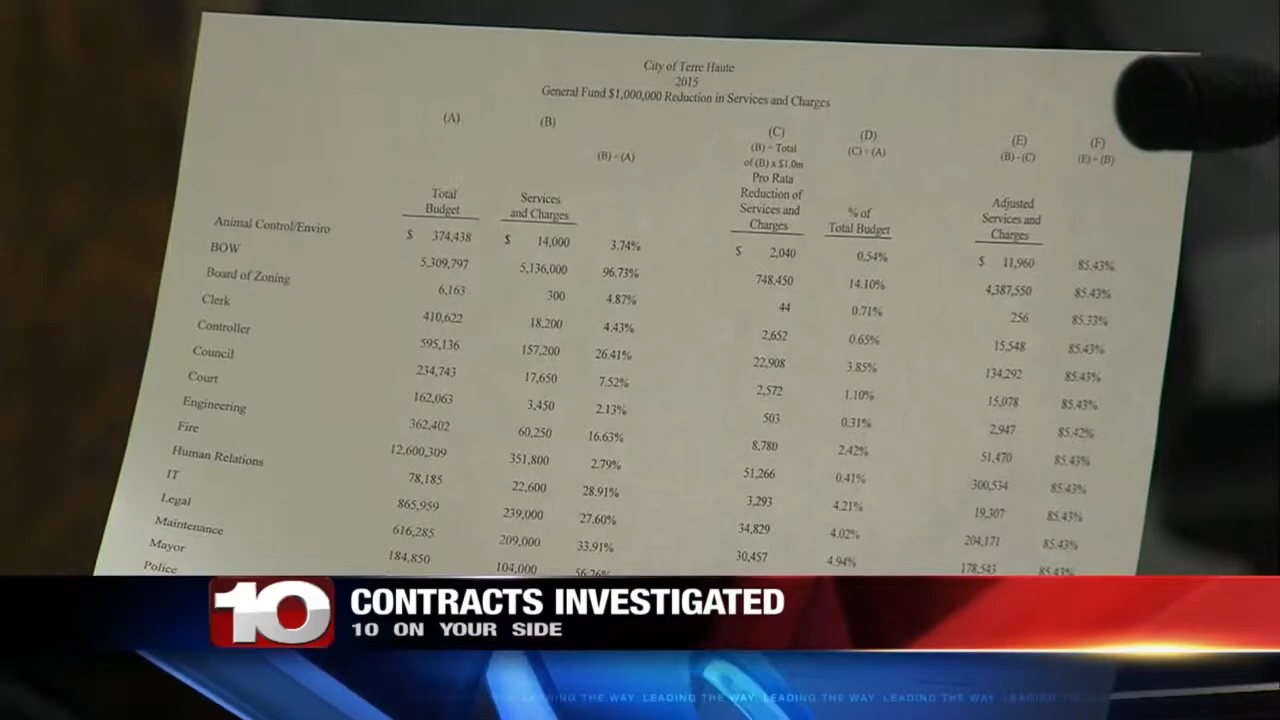 City of Terre Haute
2015
General Fund $1,000,000 Reduction in Services and Charges
(A) (B) (C) (D) (E) (F)
(B) ÷ (A) (B) ÷ Total (C) ÷ (A) (B) - (C) (E) ÷ (B)
of (B) x $1.0m
Pro Rata
Total Services Reduction of Adjusted
Budget and Charges Services and % of Services and
Charges Total Budget Charges
Animal Control/Enviro $ 374,438 $ 14,000 3.74% $ 2,040 0.54% $ 11,960 85.43%
BOW 5,309,797 5,136,000 96.73% 748,450 14.10% 4,387,550 85.43%
Board of Zoning 6,163 300 4.87% 44 0.71% 256 85.33%
Clerk 410,622 18,200 4.43% 2,652 0.65% 15,548 85.43%
Controller 595,136 157,200 26.41% 22,908 3.85% 134,292 85.43%
Council 234,743 17,650 7.52% 2,572 1.10% 15,078 85.43%
Court 162,063 3,450 2.13% 503 0.31% 2,947 85.42%
Engineering 362,402 60,250 16.63% 8,780 2.42% 51,470 85.43%
Fire 12,600,309 351,800 2.79% 51,266 0.41% 300,534 85.43%
Human Relations 78,185 22,600 28.91% 3,293 4.21% 19,307 85.43%
IT 865,959 239,000 27.60% 34,829 4.02% 204,171 85.43%
Legal 616,285 209,000 33.91% 30,457 4.94% 178,543 85.43%
Maintenance 184,850 104,000 56.26%
Mayor
Police
10 CONTRACTS INVESTIGATED
10 ON YOUR SIDE
LEADING THE WAY LEADING THE WAY LEADING THE WAY LEADING THE WAY